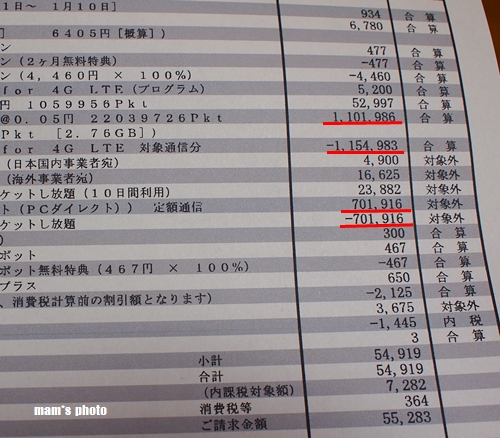 1日～ 1月10日] 934 合 算
] 6405円[概算]) 6,780 合 算
ン 477 合 算
ン(2ヶ月無料特典) -477 合 算
ン(4,460円 × 100%) -4,460 合 算
for 4G LTE(プログラム) 5,200 合 算
円 1059956Pkt 52,997 合 算
@0.05円 22039726Pkt 1,101,986 合 算
Pkt [2.76GB])
for 4G LTE 対象通信分 -1,154,983 合 算
(日本国内事業者宛) 4,900 対象外
(海外事業者宛) 16,625 対象外
ケットし放題(10日間利用) 23,882 対象外
ト(PCダイレクト)) 定額通信 701,916 対象外
ケットし放題 -701,916 対象外
) 300 合 算
ボット 467 合 算
ボット無料特典(467円 × 100%) -467 合 算
プラス 650 合 算
、消費税計算前の割引額となります) -2,125 合 算
3,675 対象外
-1,445 内 税
3 合 算
小計 54,919
合計 54,919
(内課税対象額) 7,282
消費税等 364
ご請求金額 55,283
mam's photo